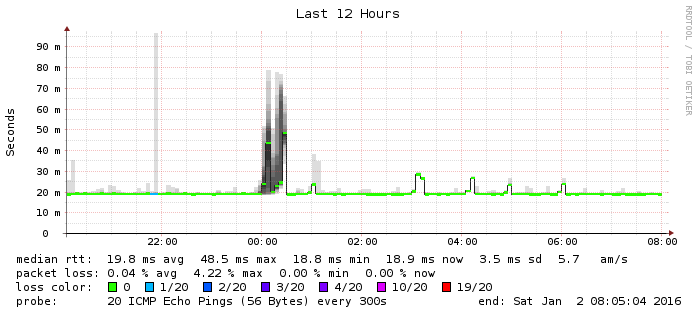 Last 12 Hours
RRDTOOL / TOBI OETIKER
Seconds
90 m
80 m
70 m
60 m
50 m
40 m
30 m
20 m
10 m
0
22:00 00:00 02:00 04:00 06:00 08:00
median rtt: 19.8 ms avg 48.5 ms max 18.8 ms min 18.9 ms now 3.5 ms sd 5.7 am/s
packet loss: 0.04 % avg 4.22 % max 0.00 % min 0.00 % now
loss color: 0 1/20 2/20 3/20 4/20 10/20 19/20
probe: 20 ICMP Echo Pings (56 Bytes) every 300s end: Sat Jan 2 08:05:04 2016